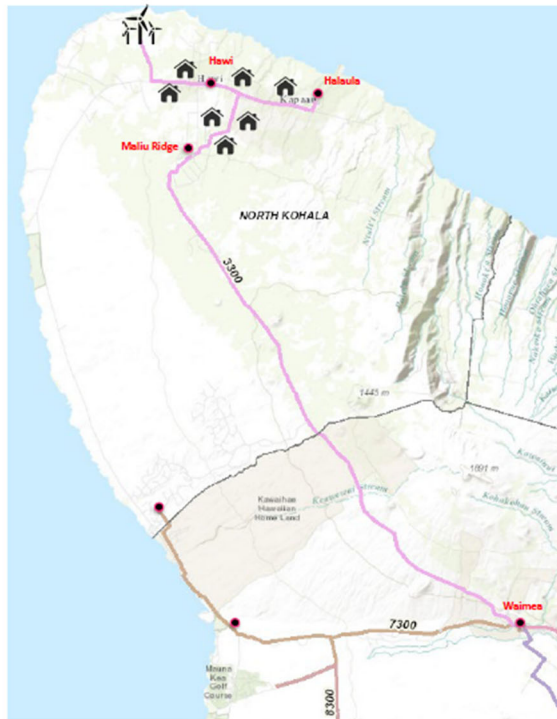 Hawi
Halaula
Maliu Ridge
NORTH KOHALA
3300
1445 m
1691 m
Kawaihae
Hawaiian
Home Land
Waimea
7300
Mauna
Kea
Golf
Course
8300